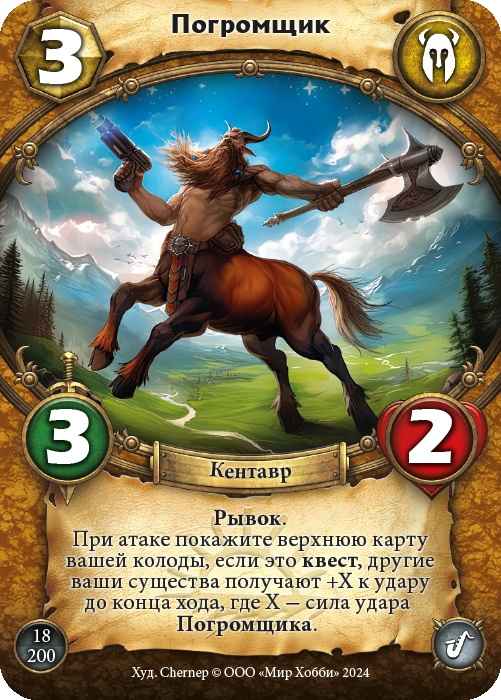 Погромщик
3
3
2
Кентавр
Рывок.
При атаке покажите верхнюю карту
вашей колоды, если это квест, другие
ваши существа получают +X к удару
до конца хода, где X – сила удара
Погромщика.
18
200
Худ. Chernep © ООО «Мир Хобби» 2024